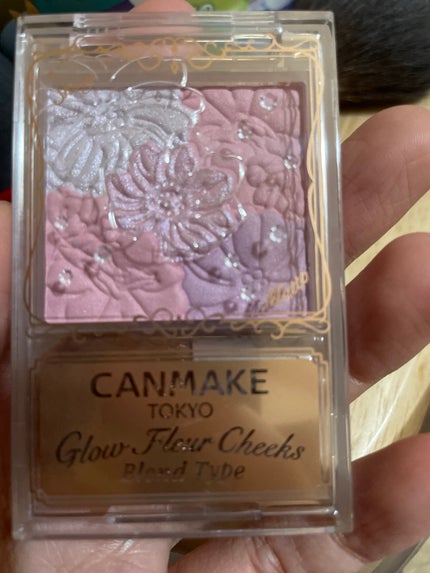 CANMAKE
TOKYO
Glow Fleur Cheeks
Blend Type